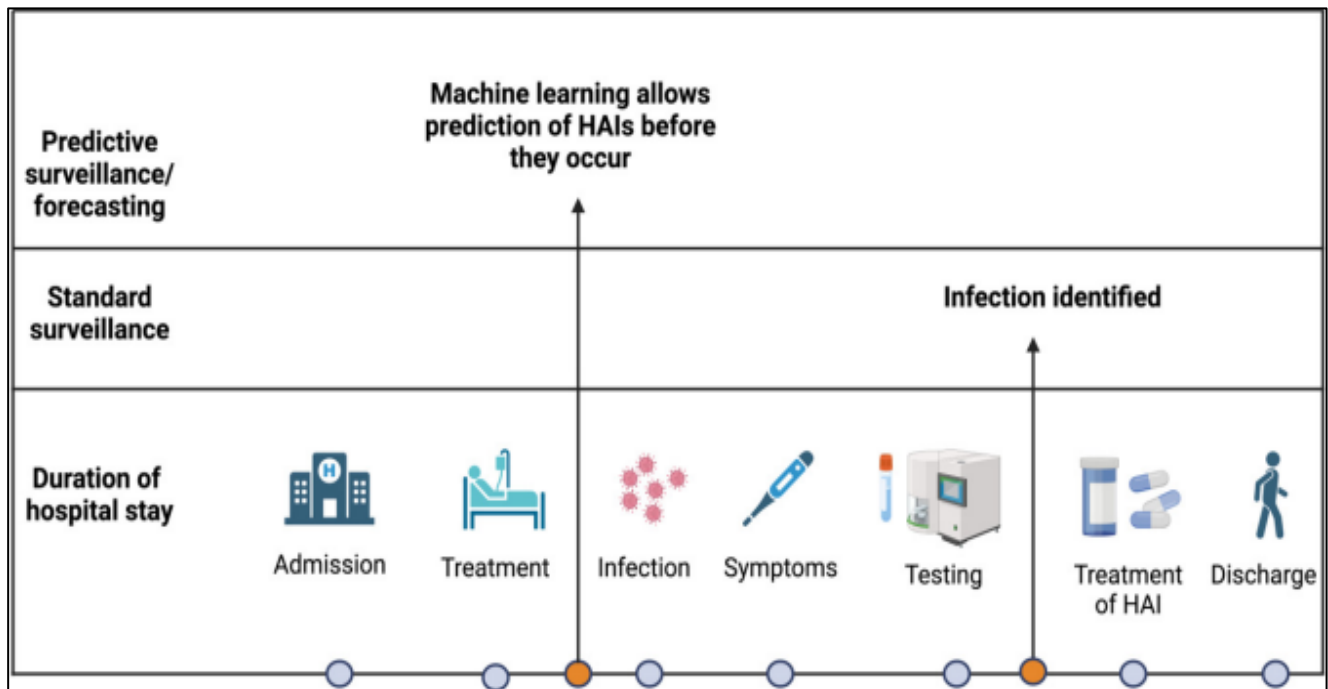 Predictive
surveillance/
forecasting
Machine learning allows
prediction of HAIs before
they occur
Standard
surveillance
Infection identified
Duration of
hospital stay
H
Admission
Treatment
Infection
Symptoms
Testing
Treatment
of HAI
Discharge